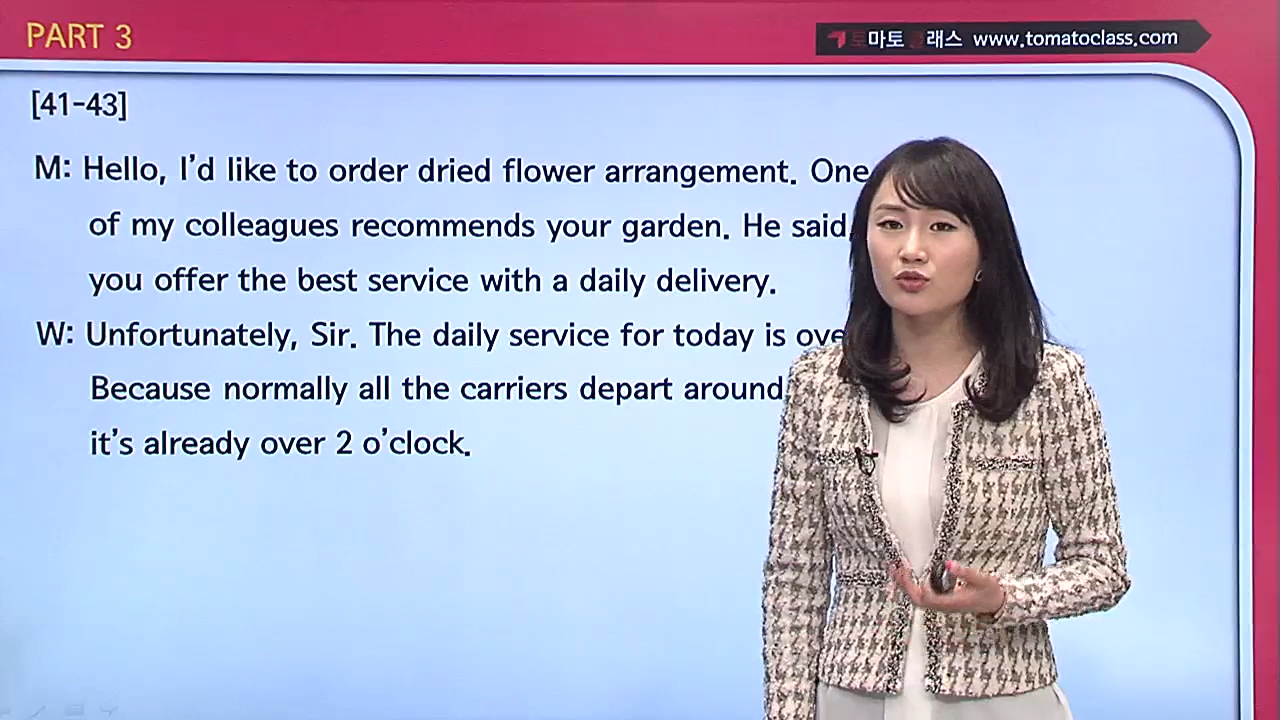 PART 3
토마토클래스 www.tomatoclass.com
[41-43]
M: Hello, I'd like to order dried flower arrangement. One
of my colleagues recommends your garden. He said,
you offer the best service with a daily delivery.
W: Unfortunately, Sir. The daily service for today is
Because normally all the carriers depart around
it's already over 2 o'clock.